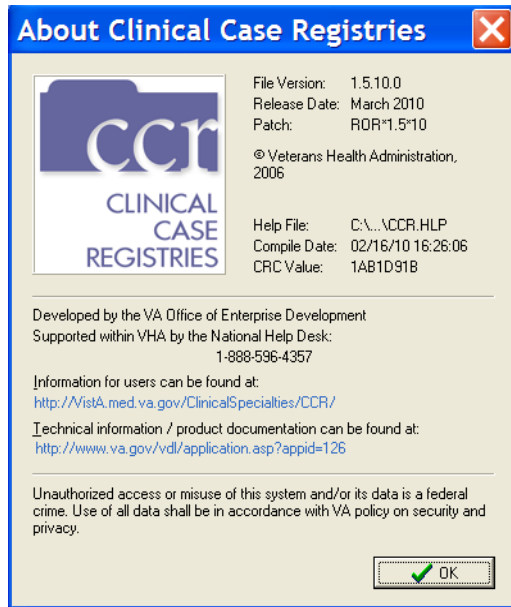 About Clinical Case Registries
ccr
CLINICAL
CASE
REGISTRIES
File Version: 1.5.10.0
Release Date: March 2010
Patch: ROR*1.5*10
© Veterans Health Administration,
2006
Help File: C:\...\CCR.HLP
Compile Date: 02/16/10 16:26:06
CRC Value: 1AB1D91B
Developed by the VA Office of Enterprise Development
Supported within VHA by the National Help Desk:
1-888-596-4357
Information for users can be found at:
http://VistA.med.va.gov/ClinicalSpecialties/CCR/
Technical information / product documentation can be found at:
http://www.va.gov/vdl/application.asp?appid=126
Unauthorized access or misuse of this system and/or its data is a federal
crime. Use of all data shall be in accordance with VA policy on security and
privacy.
OK